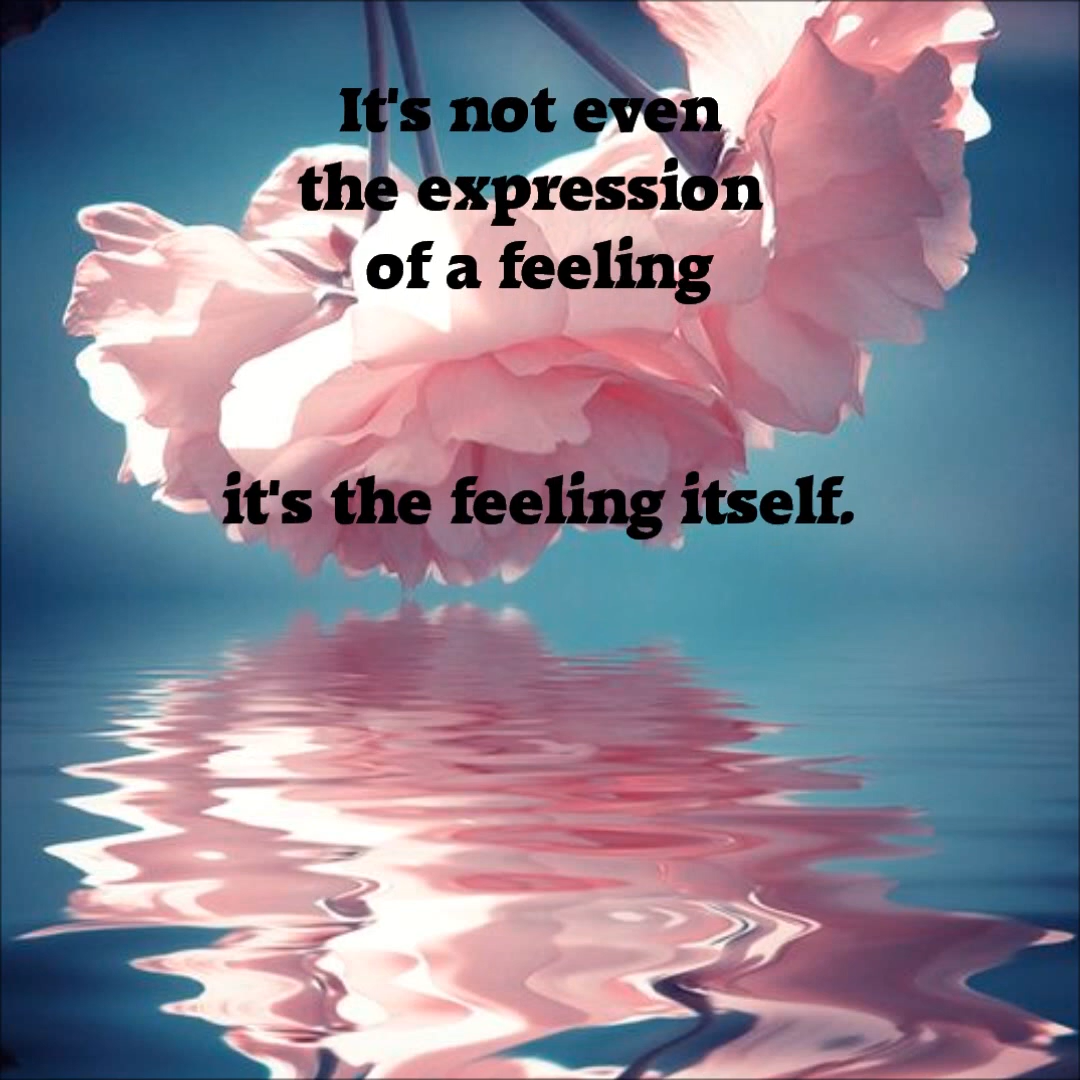 It's not even
the expression
of a feeling
it's the feeling itself.